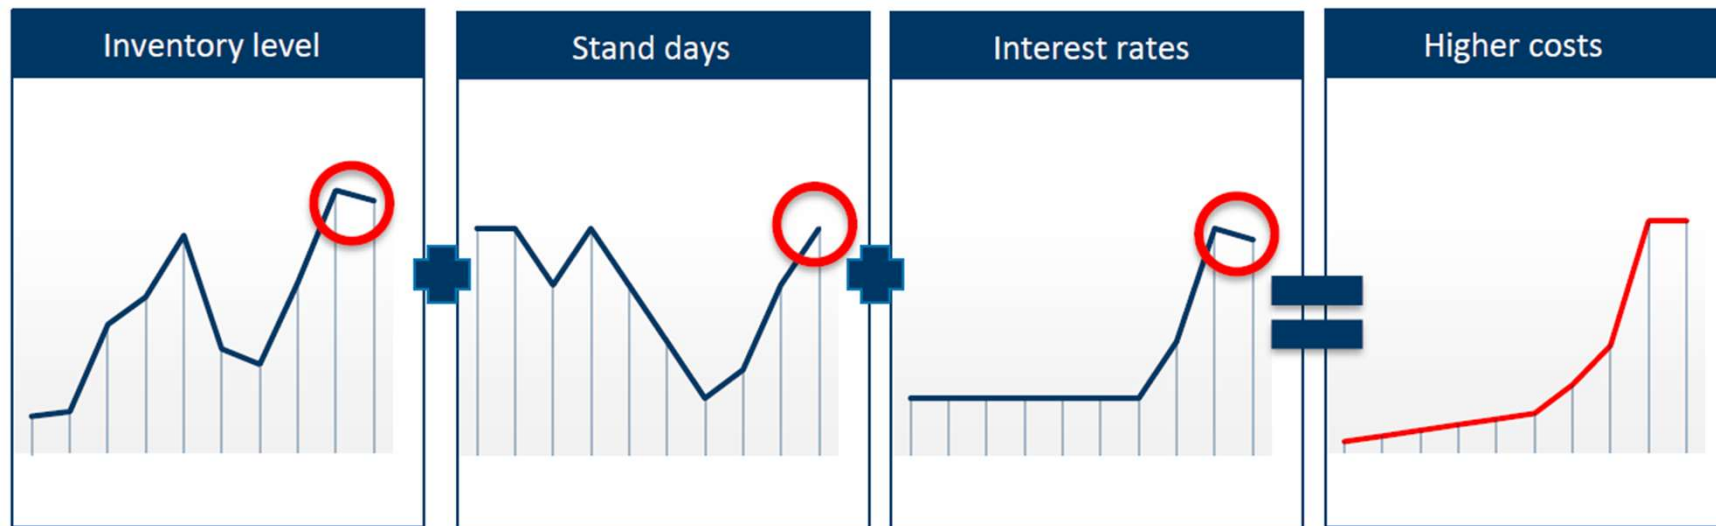 Inventory level
Stand days
Interest rates
Higher costs